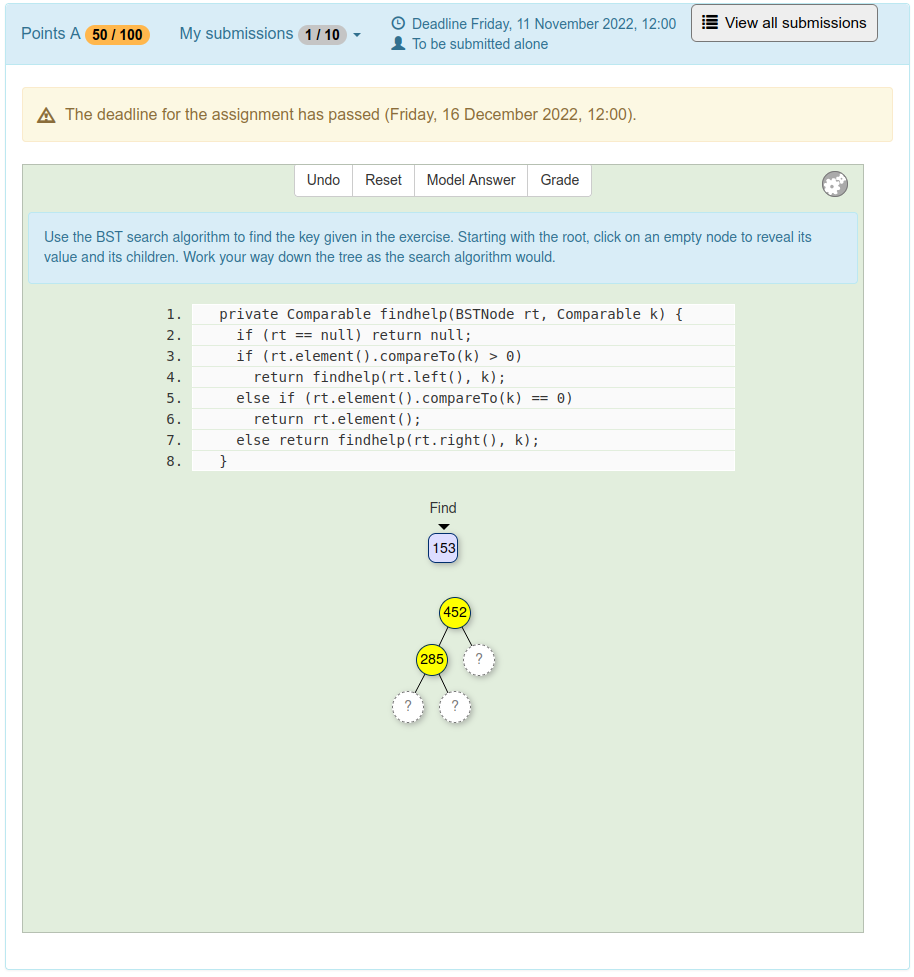 Points A 50 / 100 My submissions 1 / 10
Deadline Friday, 11 November 2022, 12:00
To be submitted alone
View all submissions
The deadline for the assignment has passed (Friday, 16 December 2022, 12:00).
Undo Reset Model Answer Grade
Use the BST search algorithm to find the key given in the exercise. Starting with the root, click on an empty node to reveal its
value and its children. Work your way down the tree as the search algorithm would.
1. private Comparable findhelp(BSTNode rt, Comparable k) {
2. if (rt == null) return null;
3. if (rt.element().compareTo(k) > 0)
4. return findhelp(rt.left(), k);
5. else if (rt.element().compareTo(k) == 0)
6. return rt.element();
7. else return findhelp(rt.right(), k);
8. }
Find
153
452
285 ?
? ?